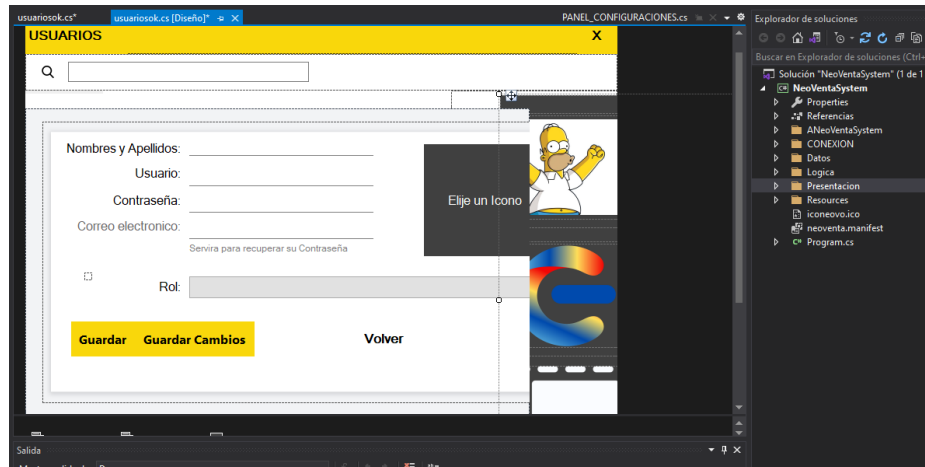 usuariosok.cs*
usuariosok.cs [Diseño]*
PANEL_CONFIGURACIONES.cs
USUARIOS
X
Nombres y Apellidos:
Usuario:
Contraseña:
Elije un Icono
Correo electronico:
Servira para recuperar su Contraseña
Rol:
Guardar
Guardar Cambios
Volver
Salida
Explorador de soluciones
Buscar en Explorador de soluciones (Ctrl+
Solución "NeoVentaSystem" (1 de 1
NeoVentaSystem
Properties
Referencias
ANeoVentaSystem
CONEXION
Datos
Logica
Presentacion
Resources
iconeovo.ico
neoventa.manifest
Program.cs